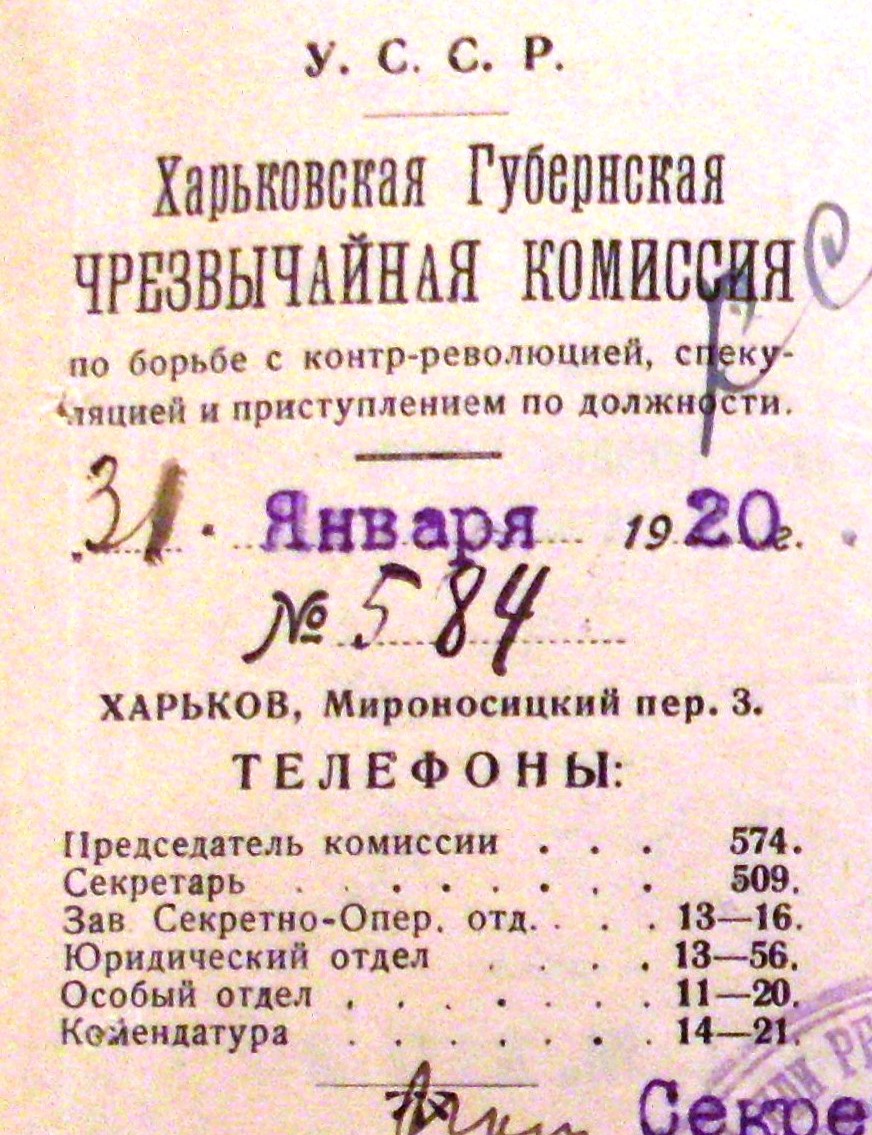 У. С. С. Р.
Харьковская Губернская
ЧРЕЗВЫЧАЙНАЯ КОМИССИЯ
по борьбе с контр-революцией, спеку-
ляцией и приступлением по должности.
31. Января 1920г.
№ 584
ХАРЬКОВ, Мироносицкий пер. 3.
ТЕЛЕФОНЫ:
Председатель комиссии . . . 574.
Секретарь . . . . . . . 509.
Зав Секретно-Опер. отд. . . . 13—16.
Юридический отдел . . . . 13—56.
Особый отдел . . . . . . . 11—20.
Комендатура . . . . . . 14—21.
Секре